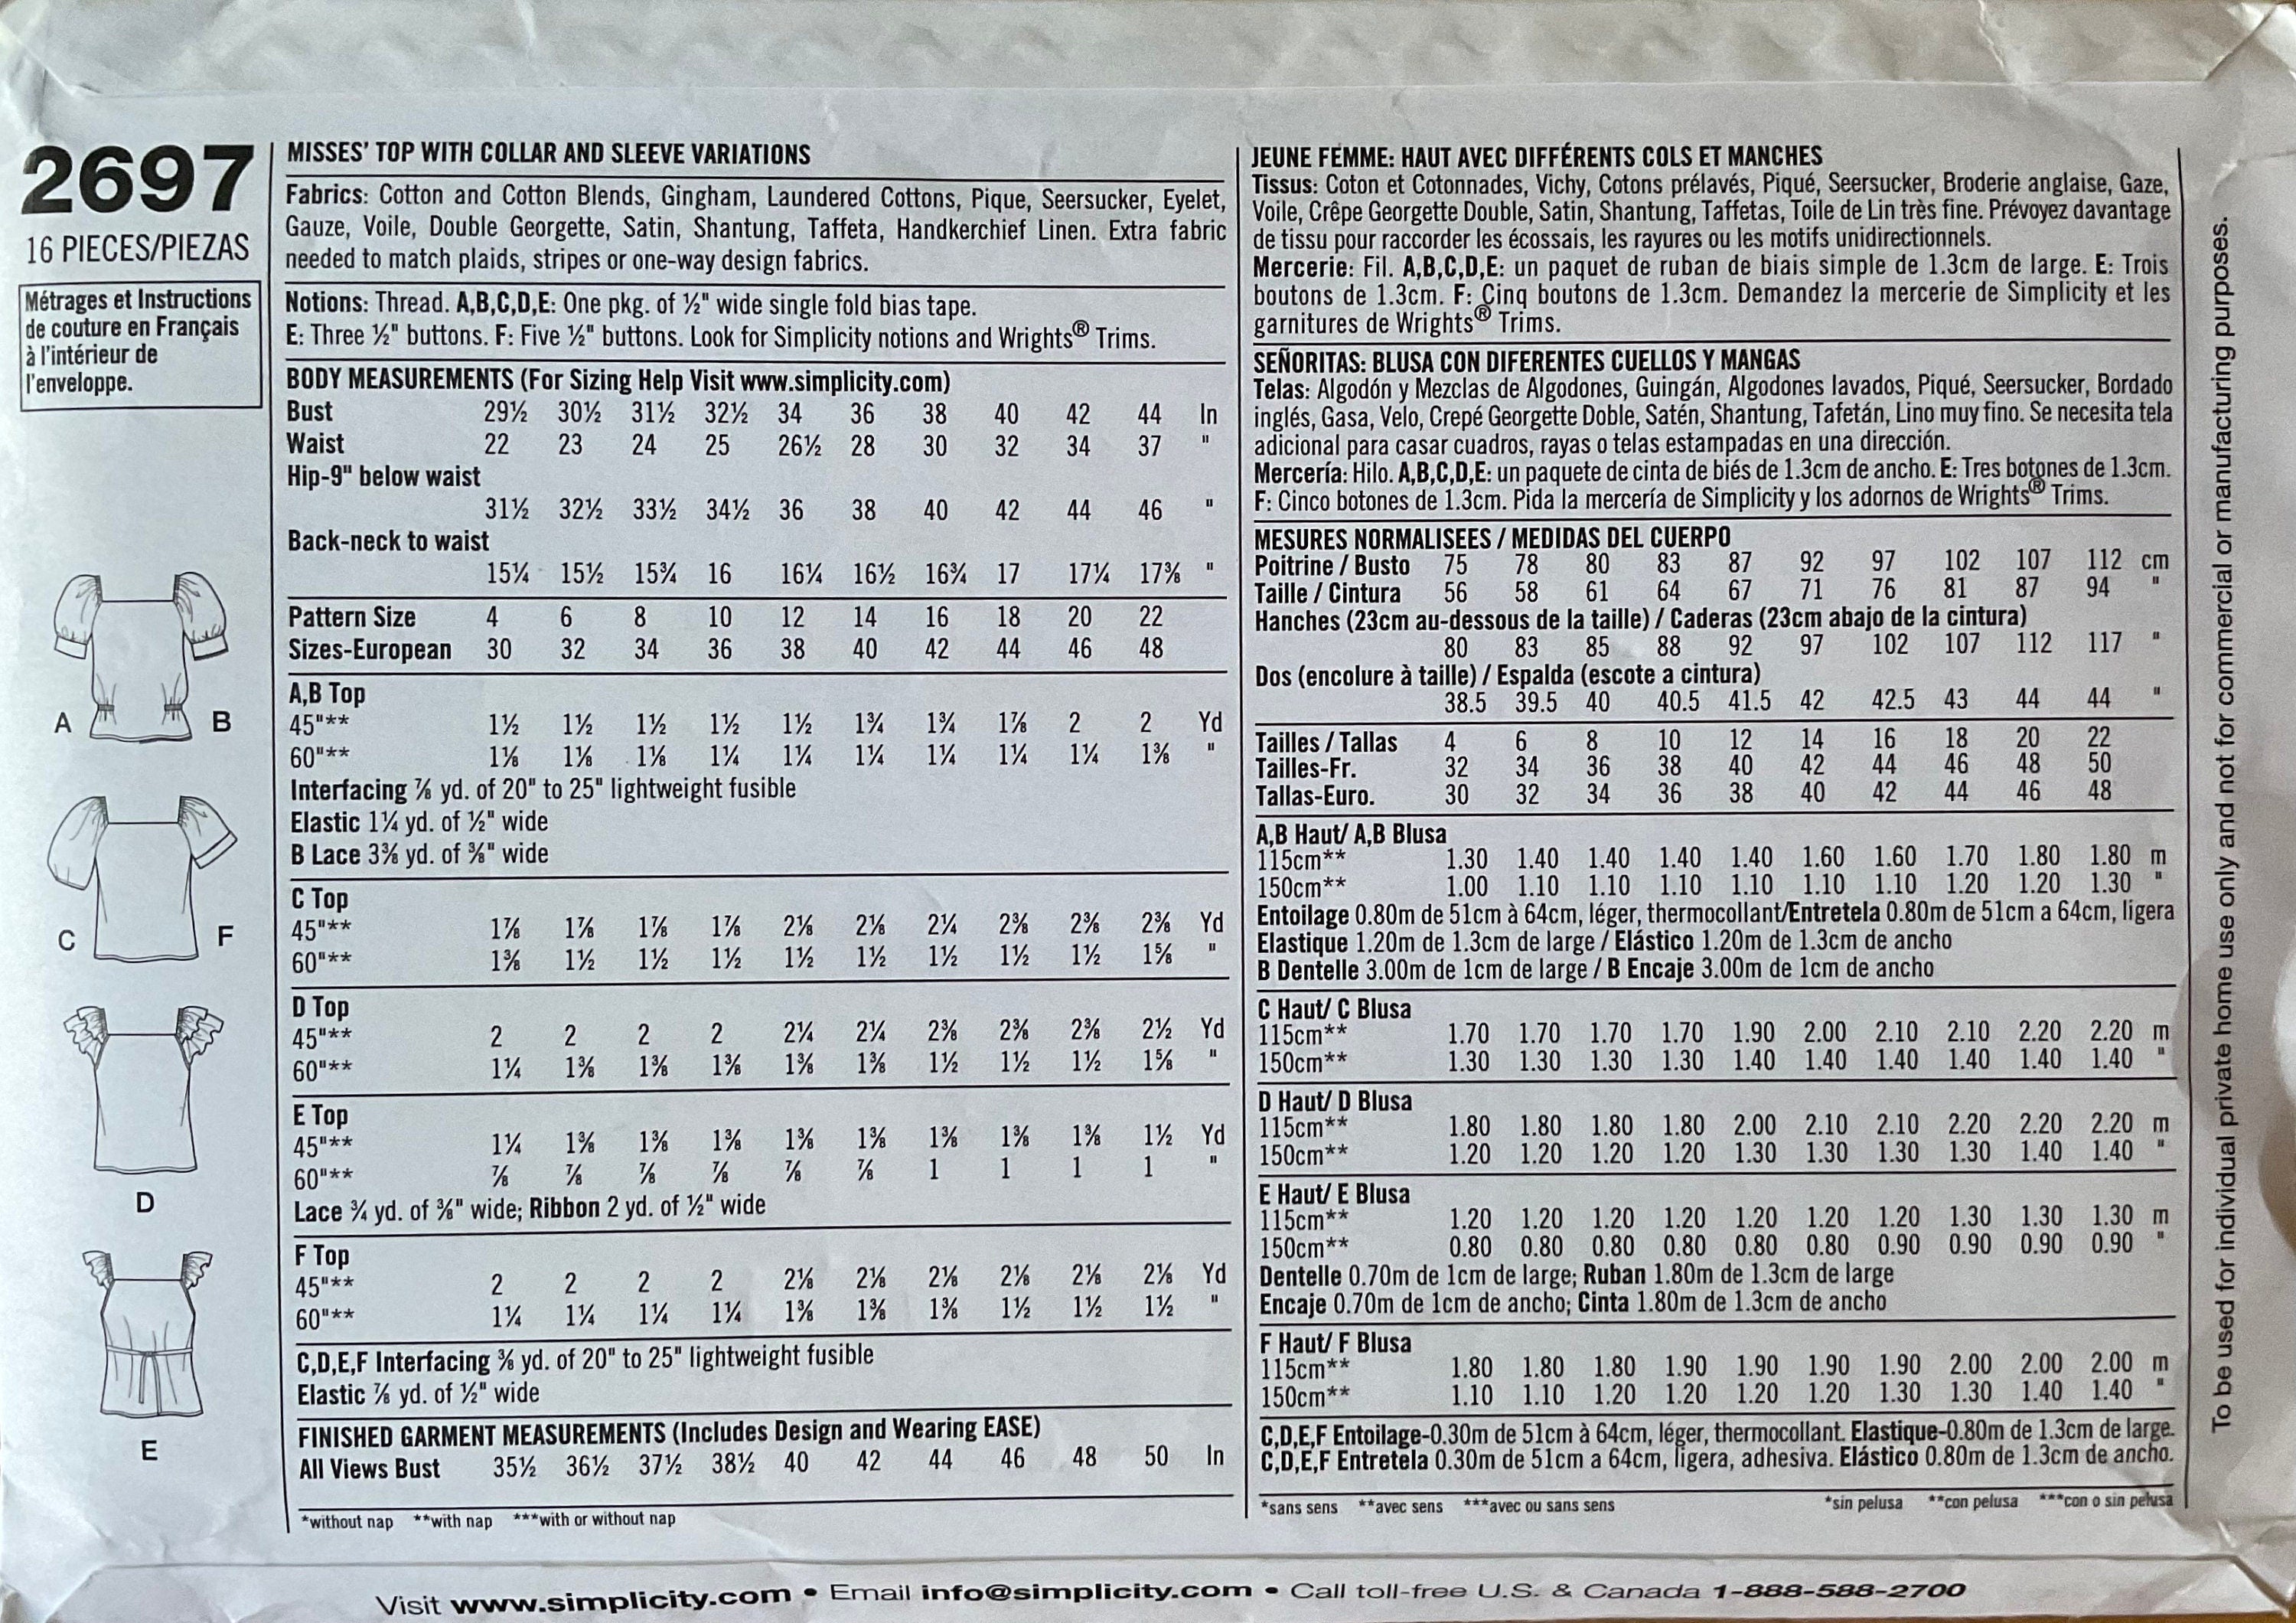 2697
16 PIECES/PIEZAS
Métrages et Instructions
de couture en Français
à l'intérieur de
l'enveloppe.
A
B
C
F
D
E
MISSES' TOP WITH COLLAR AND SLEEVE VARIATIONS
Fabrics: Cotton and Cotton Blends, Gingham, Laundered Cottons, Pique, Seersucker, Eyelet,
Gauze, Voile, Double Georgette, Satin, Shantung, Taffeta, Handkerchief Linen. Extra fabric
needed to match plaids, stripes or one-way design fabrics.
Notions: Thread. A,B,C,D,E: One pkg. of ½" wide single fold bias tape.
E: Three ½" buttons. F: Five ½" buttons. Look for Simplicity notions and Wrights® Trims.
BODY MEASUREMENTS (For Sizing Help Visit www.simplicity.com)
Bust 29½ 30½ 31½ 32½ 34 36 38 40 42 44 In
Waist 22 23 24 25 26½ 28 30 32 34 37 "
Hip-9" below waist
31½ 32½ 33½ 34½ 36 38 40 42 44 46 "
Back-neck to waist
15¼ 15½ 15¾ 16 16¼ 16½ 16¾ 17 17¼ 17⅜ "
Pattern Size 4 6 8 10 12 14 16 18 20 22
Sizes-European 30 32 34 36 38 40 42 44 46 48
A,B Top
45"** 1½ 1½ 1½ 1½ 1½ 1¾ 1¾ 1⅞ 2 2 Yd
60"** 1⅛ 1⅛ 1⅛ 1¼ 1¼ 1¼ 1¼ 1¼ 1¼ 1⅜ "
Interfacing ⅞ yd. of 20" to 25" lightweight fusible
Elastic 1¼ yd. of ½" wide
B Lace 3⅜ yd. of ⅜" wide
C Top
45"** 1⅞ 1⅞ 1⅞ 1⅞ 2⅛ 2⅛ 2¼ 2⅜ 2⅜ 2⅜ Yd
60"** 1⅜ 1½ 1½ 1½ 1½ 1½ 1½ 1½ 1½ 1⅝ "
D Top
45"** 2 2 2 2 2¼ 2¼ 2⅜ 2⅜ 2⅜ 2½ Yd
60"** 1¼ 1⅜ 1⅜ 1⅜ 1⅜ 1⅜ 1½ 1½ 1½ 1⅝ "
E Top
45"** 1¼ 1⅜ 1⅜ 1⅜ 1⅜ 1⅜ 1⅜ 1⅜ 1⅜ 1½ Yd
60"** ⅞ ⅞ ⅞ ⅞ ⅞ ⅞ 1 1 1 1 "
Lace ¾ yd. of ⅜" wide; Ribbon 2 yd. of ½" wide
F Top
45"** 2 2 2 2 2⅛ 2⅛ 2⅛ 2⅛ 2⅛ 2⅛ Yd
60"** 1¼ 1¼ 1¼ 1¼ 1⅜ 1⅜ 1⅜ 1½ 1½ 1½ "
C,D,E,F Interfacing ⅜ yd. of 20" to 25" lightweight fusible
Elastic ⅞ yd. of ½" wide
FINISHED GARMENT MEASUREMENTS (Includes Design and Wearing EASE)
All Views Bust 35½ 36½ 37½ 38½ 40 42 44 46 48 50 In
*without nap **with nap ***with or without nap
JEUNE FEMME: HAUT AVEC DIFFÉRENTS COLS ET MANCHES
Tissus: Coton et Cotonnades, Vichy, Cotons prélavés, Piqué, Seersucker, Broderie anglaise, Gaze,
Voile, Crêpe Georgette Double, Satin, Shantung, Taffetas, Toile de Lin très fine. Prévoyez davantage
de tissu pour raccorder les écossais, les rayures ou les motifs unidirectionnels.
Mercerie: Fil. A,B,C,D,E: un paquet de ruban de biais simple de 1.3cm de large. E: Trois
boutons de 1.3cm. F: Cinq boutons de 1.3cm. Demandez la mercerie de Simplicity et les
garnitures de Wrights® Trims.
SEÑORITAS: BLUSA CON DIFERENTES CUELLOS Y MANGAS
Telas: Algodón y Mezclas de Algodones, Guingán, Algodones lavados, Piqué, Seersucker, Bordado
inglés, Gasa, Velo, Crepé Georgette Doble, Satén, Shantung, Tafetán, Lino muy fino. Se necesita tela
adicional para casar cuadros, rayas o telas estampadas en una dirección.
Mercería: Hilo. A,B,C,D,E: un paquete de cinta de biés de 1.3cm de ancho. E: Tres botones de 1.3cm.
F: Cinco botones de 1.3cm. Pida la mercería de Simplicity y los adornos de Wrights® Trims.
MESURES NORMALISEES / MEDIDAS DEL CUERPO
Poitrine / Busto 75 78 80 83 87 92 97 102 107 112 cm
Taille / Cintura 56 58 61 64 67 71 76 81 87 94 "
Hanches (23cm au-dessous de la taille) / Caderas (23cm abajo de la cintura)
80 83 85 88 92 97 102 107 112 117 "
Dos (encolure à taille) / Espalda (escote a cintura)
38.5 39.5 40 40.5 41.5 42 42.5 43 44 44 "
Tailles / Tallas 4 6 8 10 12 14 16 18 20 22
Tailles-Fr. 32 34 36 38 40 42 44 46 48 50
Tallas-Euro. 30 32 34 36 38 40 42 44 46 48
A,B Haut/ A,B Blusa
115cm** 1.30 1.40 1.40 1.40 1.40 1.60 1.60 1.70 1.80 1.80 m
150cm** 1.00 1.10 1.10 1.10 1.10 1.10 1.10 1.20 1.20 1.30 "
Entoilage 0.80m de 51cm à 64cm, léger, thermocollant/Entretela 0.80m de 51cm a 64cm, ligera
Elastique 1.20m de 1.3cm de large / Elástico 1.20m de 1.3cm de ancho
B Dentelle 3.00m de 1cm de large / B Encaje 3.00m de 1cm de ancho
C Haut/ C Blusa
115cm** 1.70 1.70 1.70 1.70 1.90 2.00 2.10 2.10 2.20 2.20 m
150cm** 1.30 1.30 1.30 1.30 1.40 1.40 1.40 1.40 1.40 1.40 "
D Haut/ D Blusa
115cm** 1.80 1.80 1.80 1.80 2.00 2.10 2.10 2.20 2.20 2.20 m
150cm** 1.20 1.20 1.20 1.20 1.30 1.30 1.30 1.30 1.40 1.40 "
E Haut/ E Blusa
115cm** 1.20 1.20 1.20 1.20 1.20 1.20 1.20 1.30 1.30 1.30 m
150cm** 0.80 0.80 0.80 0.80 0.80 0.80 0.90 0.90 0.90 0.90 "
Dentelle 0.70m de 1cm de large; Ruban 1.80m de 1.3cm de large
Encaje 0.70m de 1cm de ancho; Cinta 1.80m de 1.3cm de ancho
F Haut/ F Blusa
115cm** 1.80 1.80 1.80 1.90 1.90 1.90 1.90 2.00 2.00 2.00 m
150cm** 1.10 1.10 1.20 1.20 1.20 1.20 1.30 1.30 1.40 1.40 "
C,D,E,F Entoilage-0.30m de 51cm à 64cm, léger, thermocollant. Elastique-0.80m de 1.3cm de large.
C,D,E,F Entretela 0.30m de 51cm a 64cm, ligera, adhesiva. Elástico 0.80m de 1.3cm de ancho.
*sans sens **avec sens ***avec ou sans sens *sin pelusa **con pelusa ***con o sin pelusa
To be used for individual private home use only and not for commercial or manufacturing purposes.
Visit www.simplicity.com • Email info@simplicity.com • Call toll-free U.S. & Canada 1-888-588-2700